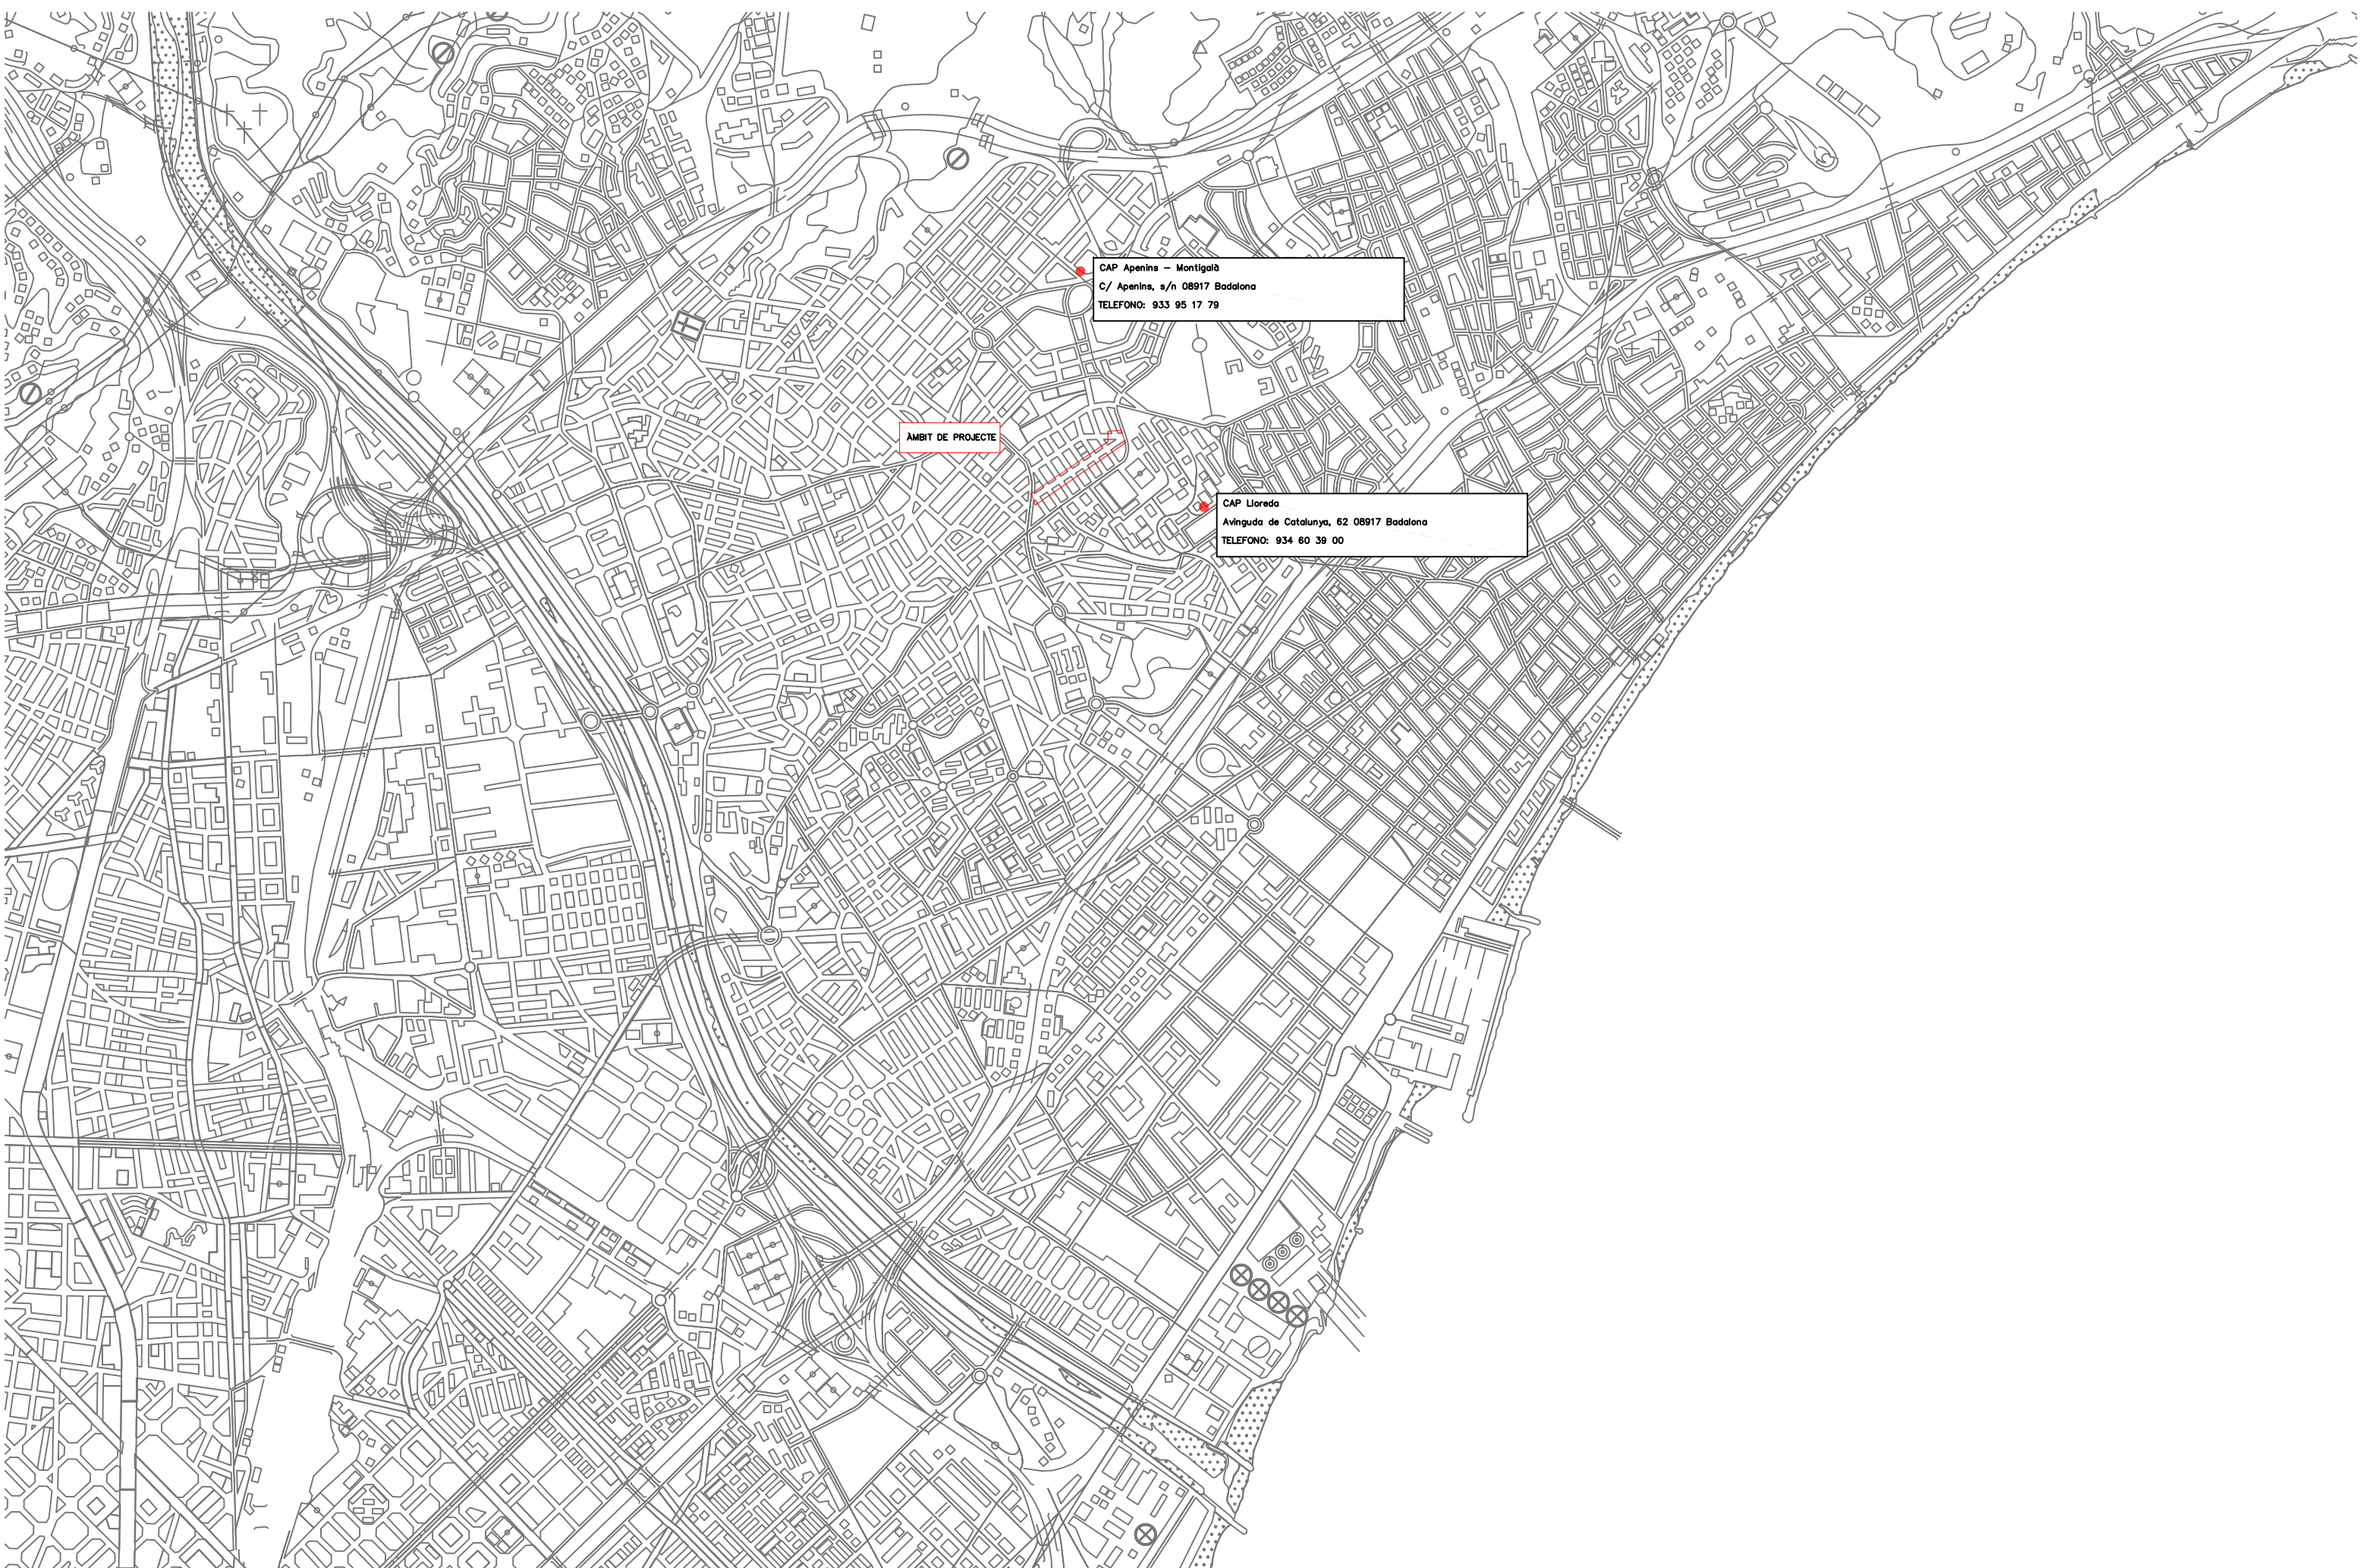 CAP Apenins – Montigalà
C/ Apenins, s/n 08917 Badalona
TELEFONO: 933 95 17 79
ÀMBIT DE PROJECTE
CAP Lloreda
Avinguda de Catalunya, 62 08917 Badalona
TELEFONO: 934 60 39 00